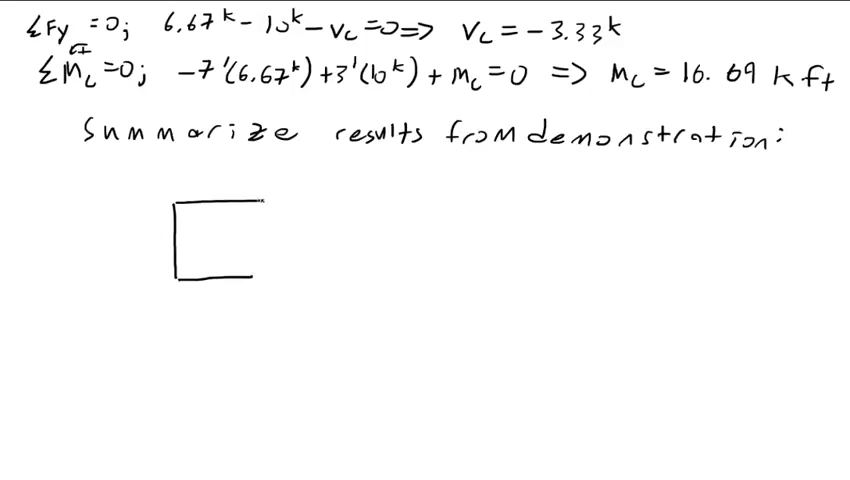 ΣFy = 0; 6.67ᵏ - 10ᵏ - Vc = 0 => Vc = -3.33ᵏ
ΣMc = 0; -7'(6.67ᵏ) + 3'(10ᵏ) + Mc = 0 => Mc = 16.69 k ft
Summarize results from demonstration: